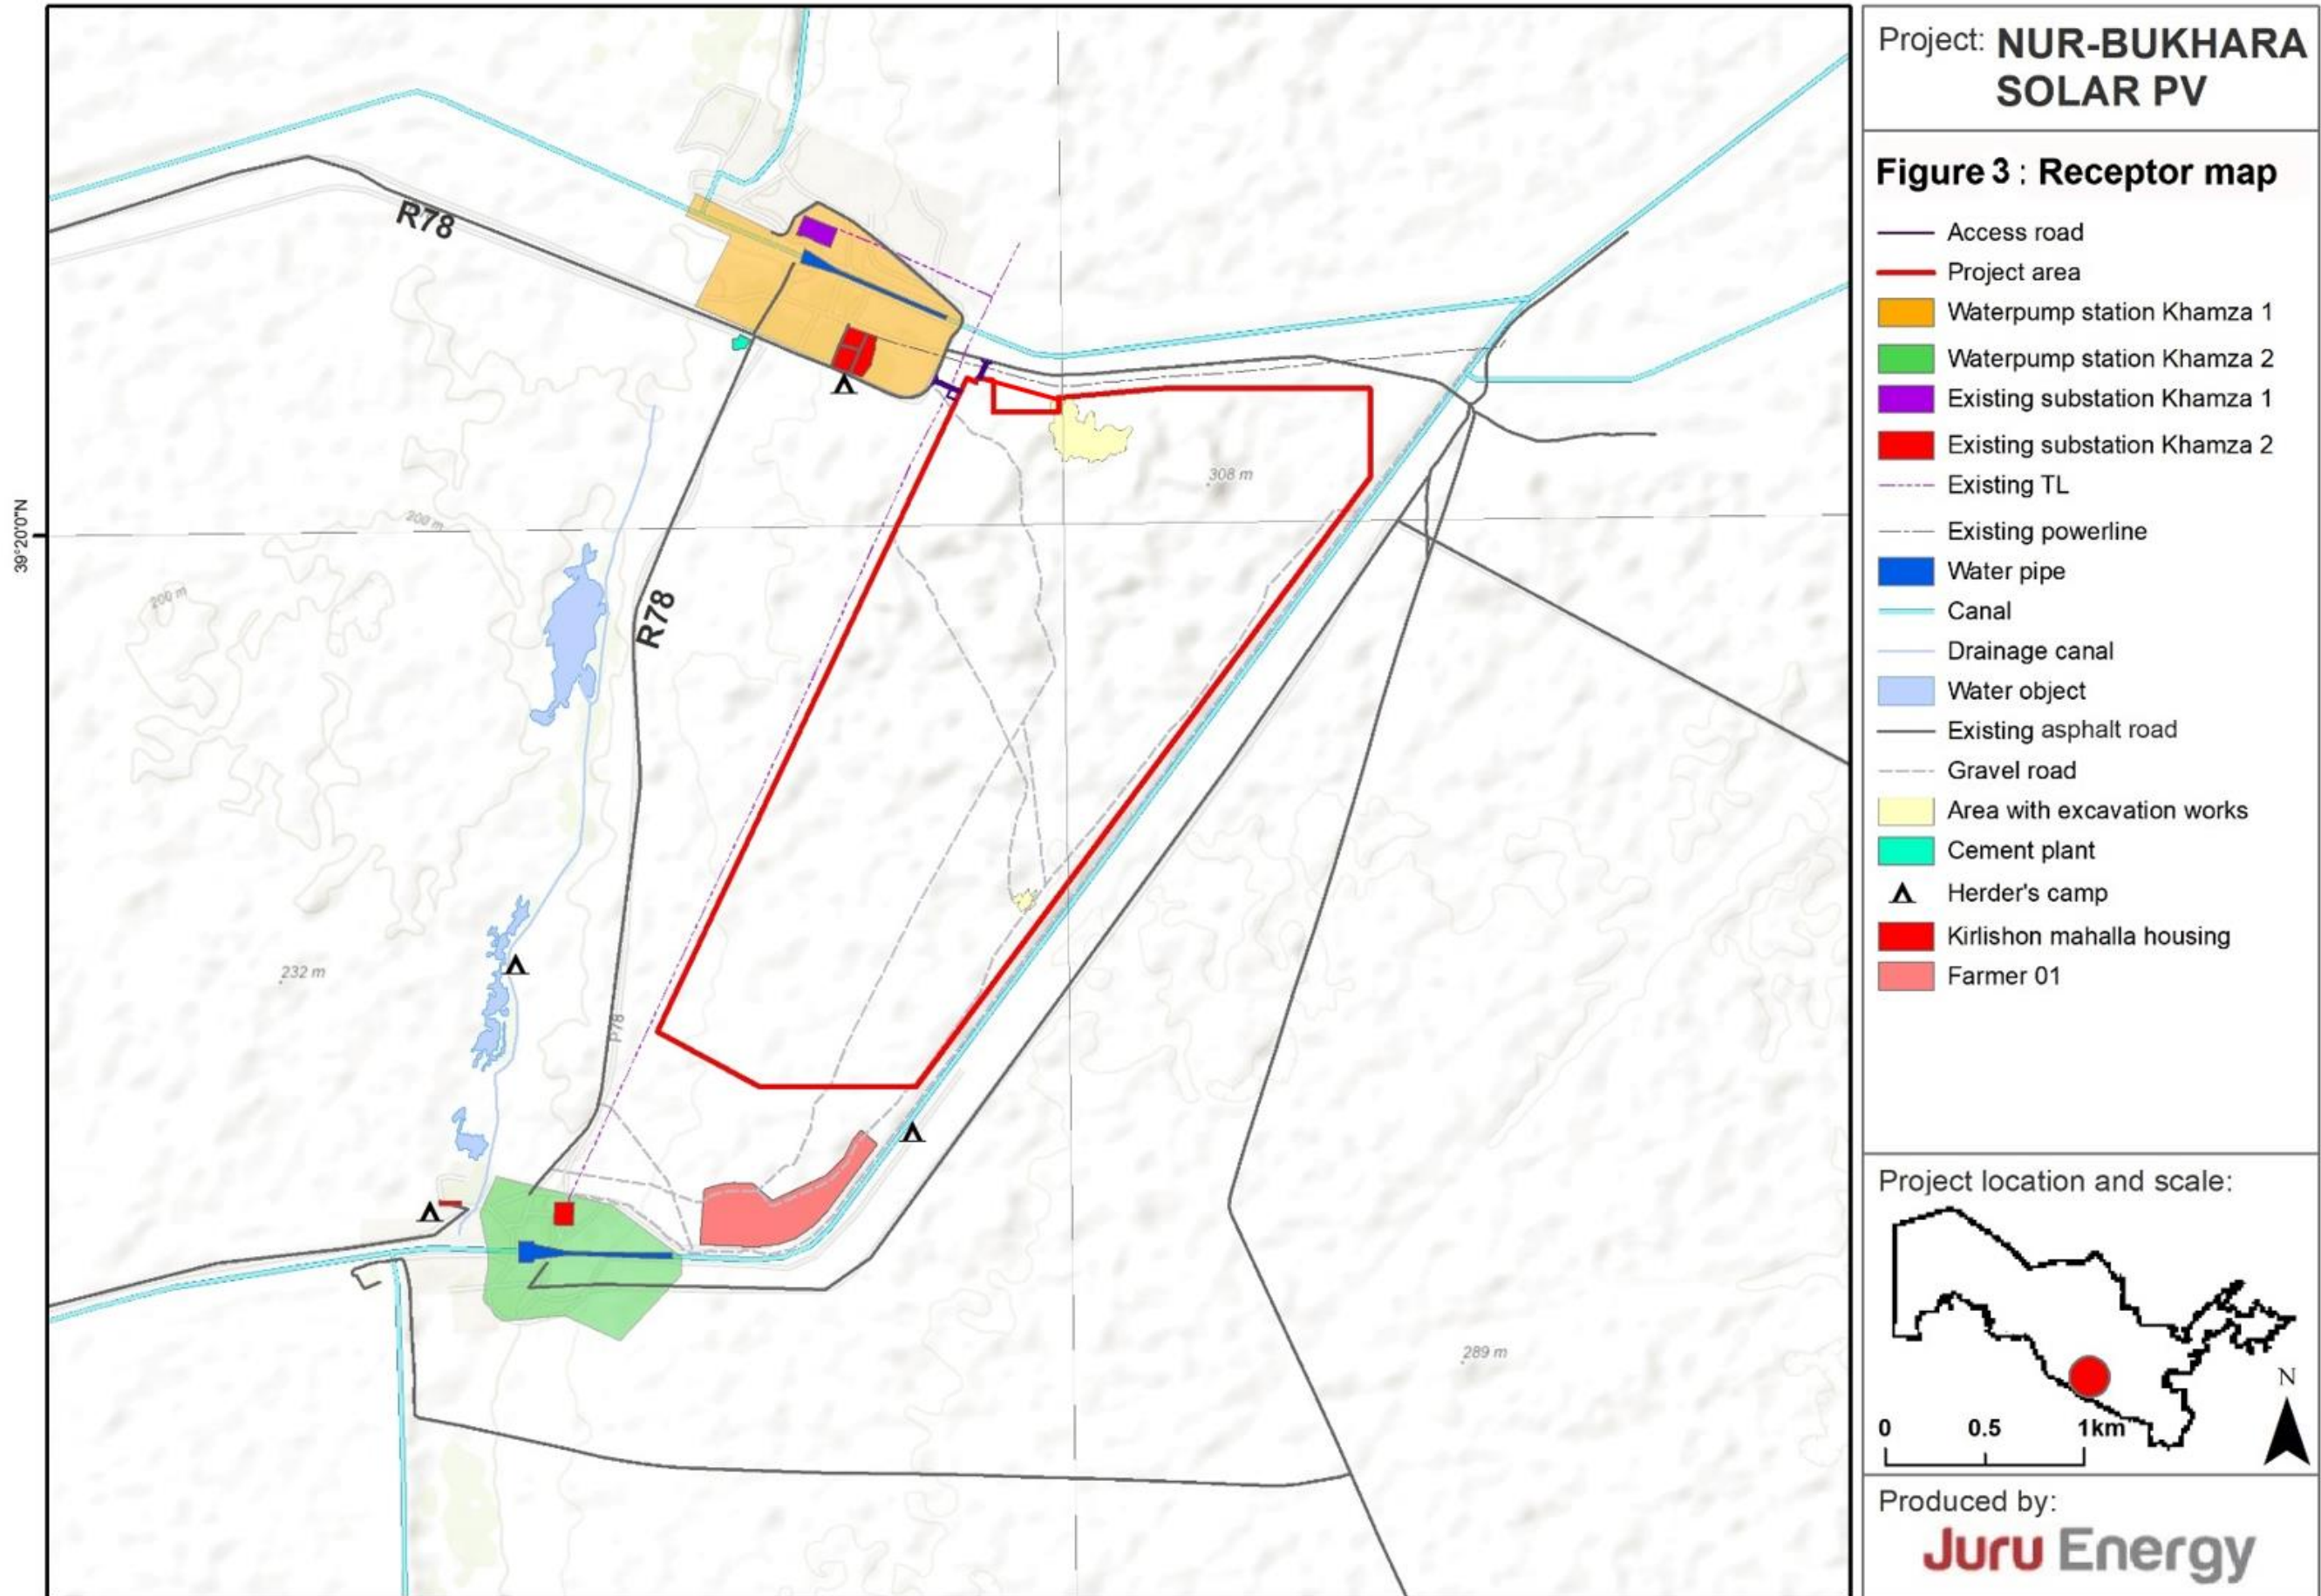 R78
39°20'0"N
200 m
308 m
200 m
R78
232 m
P78
289 m
Project: NUR-BUKHARA
SOLAR PV
Figure 3 : Receptor map
Access road
Project area
Waterpump station Khamza 1
Waterpump station Khamza 2
Existing substation Khamza 1
Existing substation Khamza 2
Existing TL
Existing powerline
Water pipe
Canal
Drainage canal
Water object
Existing asphalt road
Gravel road
Area with excavation works
Cement plant
Herder's camp
Kirlishon mahalla housing
Farmer 01
Project location and scale:
N
0 0.5 1km
Produced by:
Juru Energy